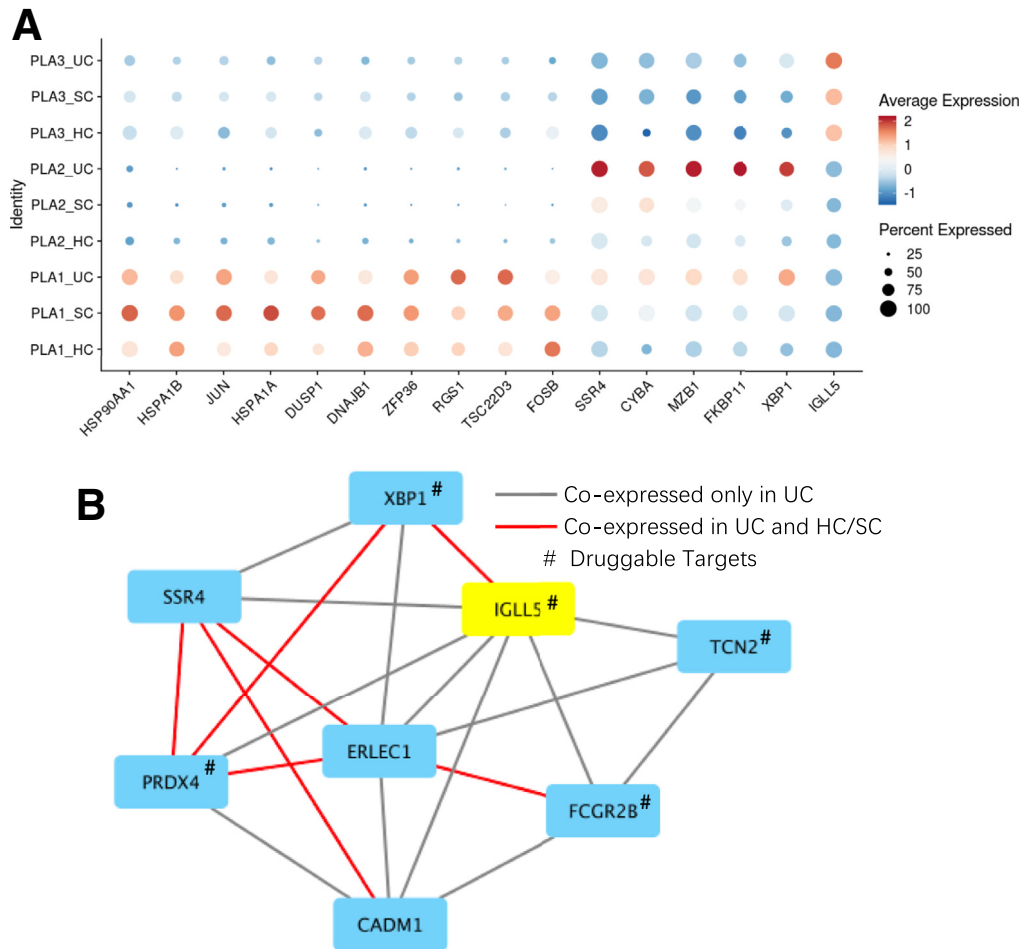 A
PLA3_UC
PLA3_SC
PLA3_HC
PLA2_UC
PLA2_SC
PLA2_HC
PLA1_UC
PLA1_SC
PLA1_HC
Identity
HSP90AA1
HSPA1B
JUN
HSPA1A
DUSP1
DNAJB1
ZFP36
RGS1
TSC22D3
FOSB
SSR4
CYBA
MZB1
FKBP11
XBP1
IGLL5
Average Expression
2
1
0
-1
Percent Expressed
25
50
75
100
B
Co-expressed only in UC
Co-expressed in UC and HC/SC
# Druggable Targets
XBP1 #
SSR4
IGLL5 #
TCN2 #
ERLEC1
PRDX4 #
FCGR2B #
CADM1